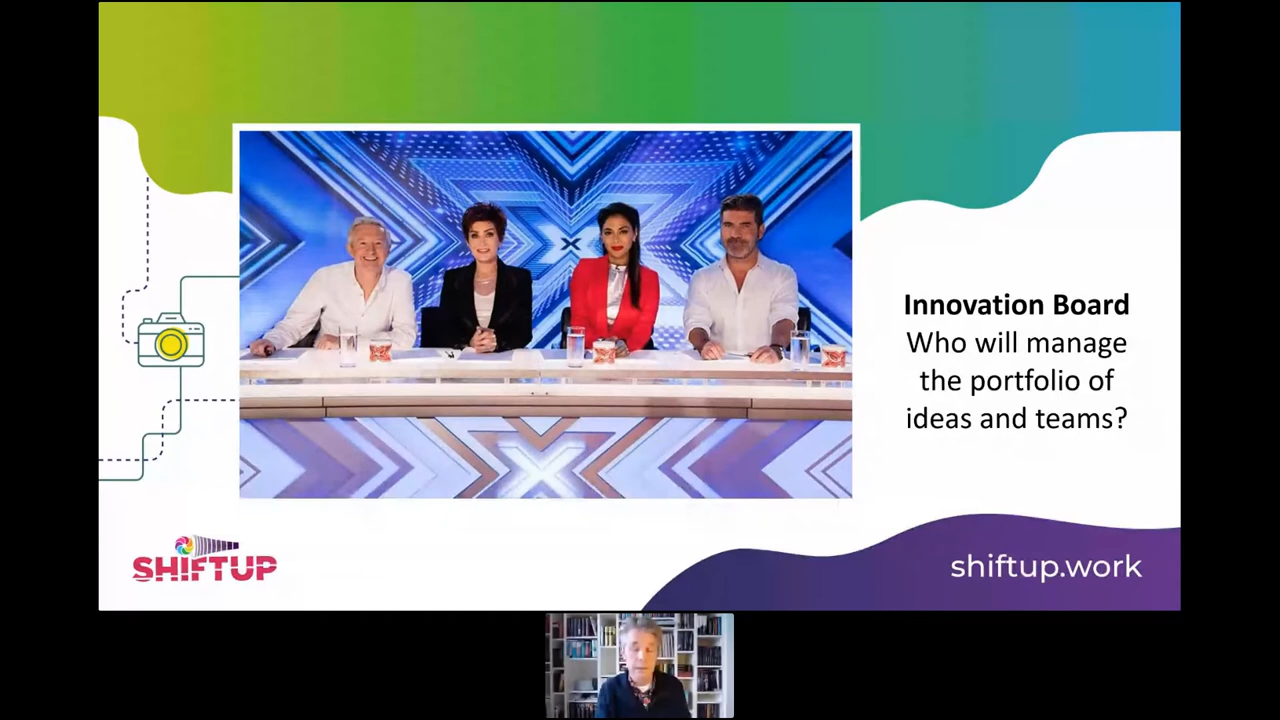 Innovation Board
Who will manage
the portfolio of
ideas and teams?
SHIFTUP
shiftup.work